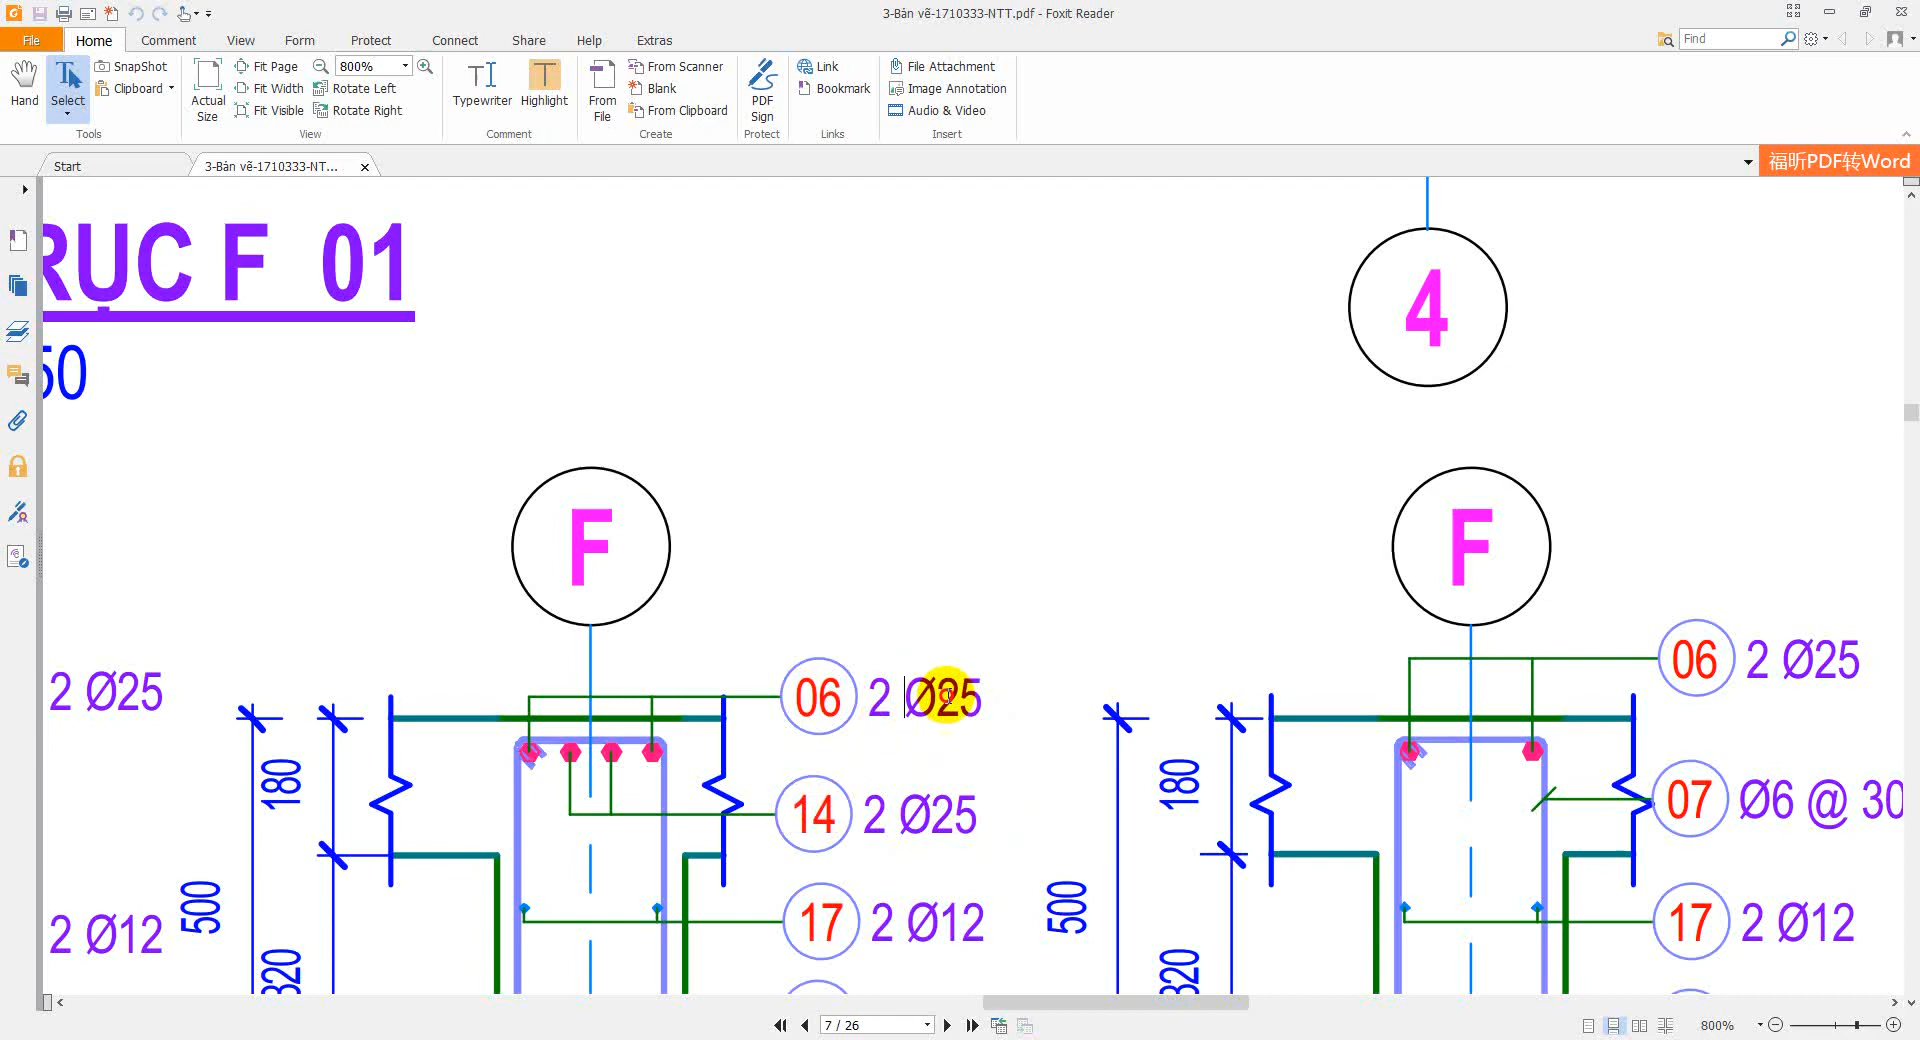 3-Bản vẽ-1710333-NTT.pdf - Foxit Reader
File Home Comment View Form Protect Connect Share Help Extras
Find
Hand
Select
SnapShot
Clipboard
Tools
Actual Size
Fit Page
Fit Width
Fit Visible
800%
Rotate Left
Rotate Right
View
Typewriter
Highlight
Comment
From File
From Scanner
Blank
From Clipboard
Create
PDF Sign
Protect
Link
Bookmark
Links
File Attachment
Image Annotation
Audio & Video
Insert
Start
3-Bản vẽ-1710333-NT...
福昕PDF转Word
RỤC F 01
50
4
F
F
2 Ø25
06 2 Ø25
06 2 Ø25
180
14 2 Ø25
180
07 Ø6 @ 30
500
17 2 Ø12
500
17 2 Ø12
2 Ø12
320
320
7 / 26
800%